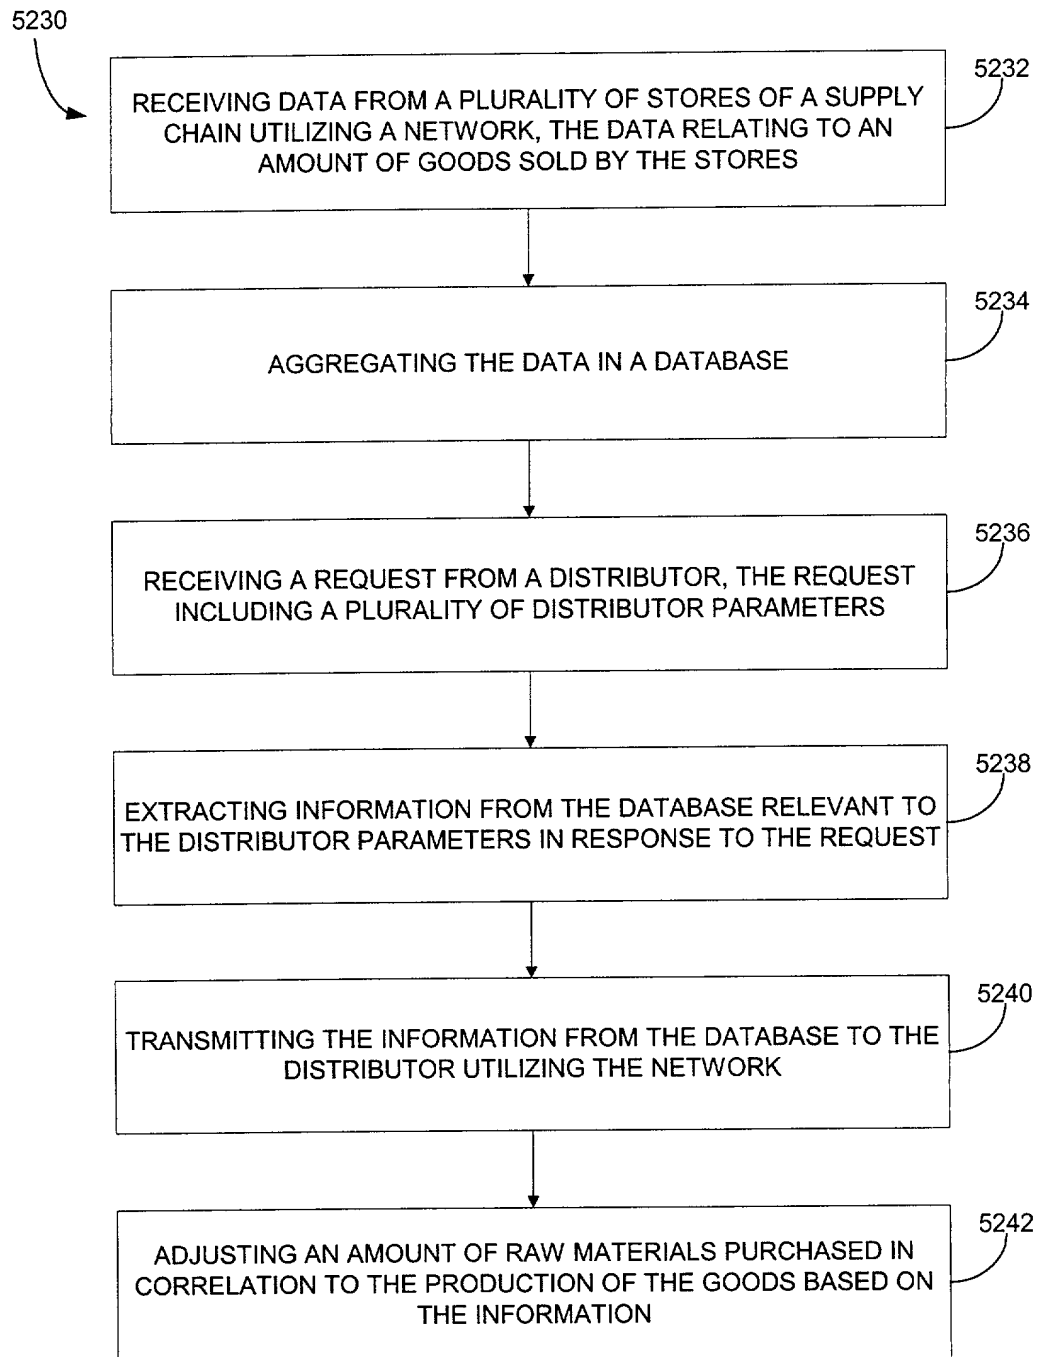 5230
5232
RECEIVING DATA FROM A PLURALITY OF STORES OF A SUPPLY
CHAIN UTILIZING A NETWORK, THE DATA RELATING TO AN
AMOUNT OF GOODS SOLD BY THE STORES
5234
AGGREGATING THE DATA IN A DATABASE
5236
RECEIVING A REQUEST FROM A DISTRIBUTOR, THE REQUEST
INCLUDING A PLURALITY OF DISTRIBUTOR PARAMETERS
5238
EXTRACTING INFORMATION FROM THE DATABASE RELEVANT TO
THE DISTRIBUTOR PARAMETERS IN RESPONSE TO THE REQUEST
5240
TRANSMITTING THE INFORMATION FROM THE DATABASE TO THE
DISTRIBUTOR UTILIZING THE NETWORK
5242
ADJUSTING AN AMOUNT OF RAW MATERIALS PURCHASED IN
CORRELATION TO THE PRODUCTION OF THE GOODS BASED ON
THE INFORMATION